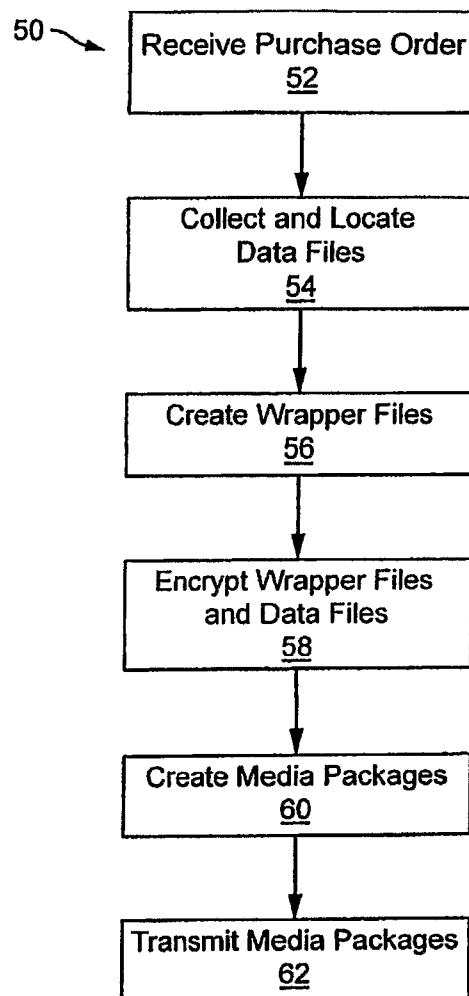 50
Receive Purchase Order
52
Collect and Locate
Data Files
54
Create Wrapper Files
56
Encrypt Wrapper Files
and Data Files
58
Create Media Packages
60
Transmit Media Packages
62